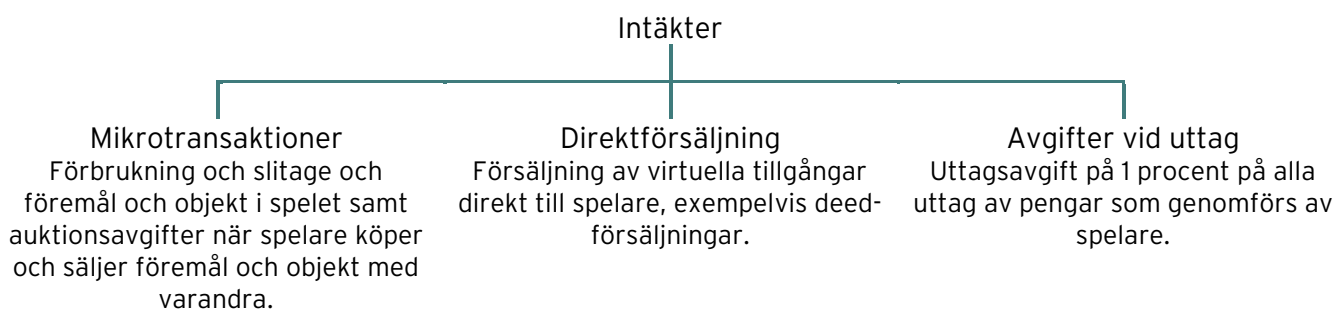 Intäkter
Mikrotransaktioner
Förbrukning och slitage och
föremål och objekt i spelet samt
auktionsavgifter när spelare köper
och säljer föremål och objekt med
varandra.
Direktförsäljning
Försäljning av virtuella tillgångar
direkt till spelare, exempelvis deed-
försäljningar.
Avgifter vid uttag
Uttagsavgift på 1 procent på alla
uttag av pengar som genomförs av
spelare.